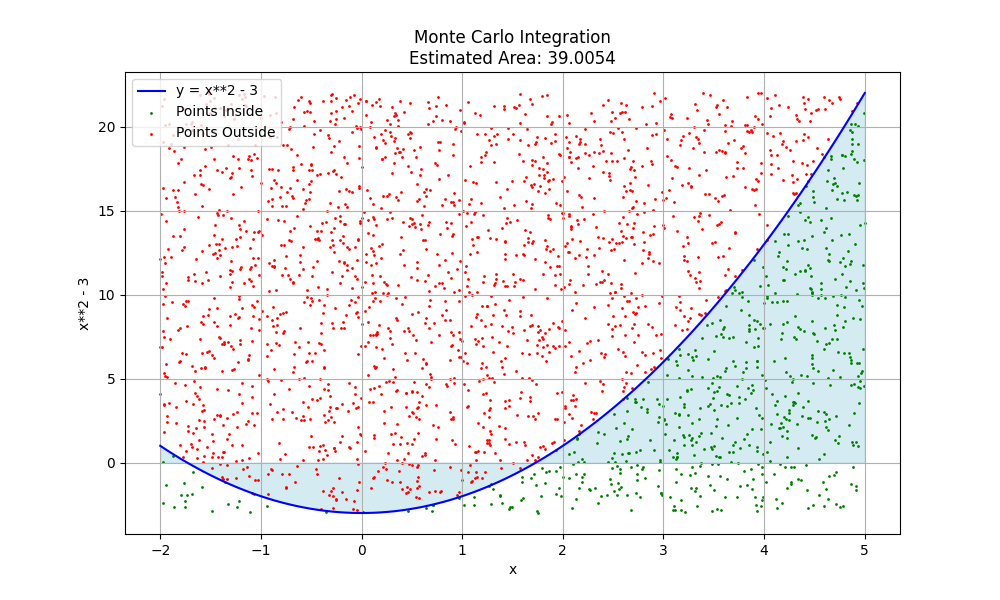 Monte Carlo Integration
Estimated Area: 39.0054
y = x**2 - 3
Points Inside
Points Outside
x**2 - 3
20
15
10
5
0
−2
−1
0
1
2
3
4
5
x